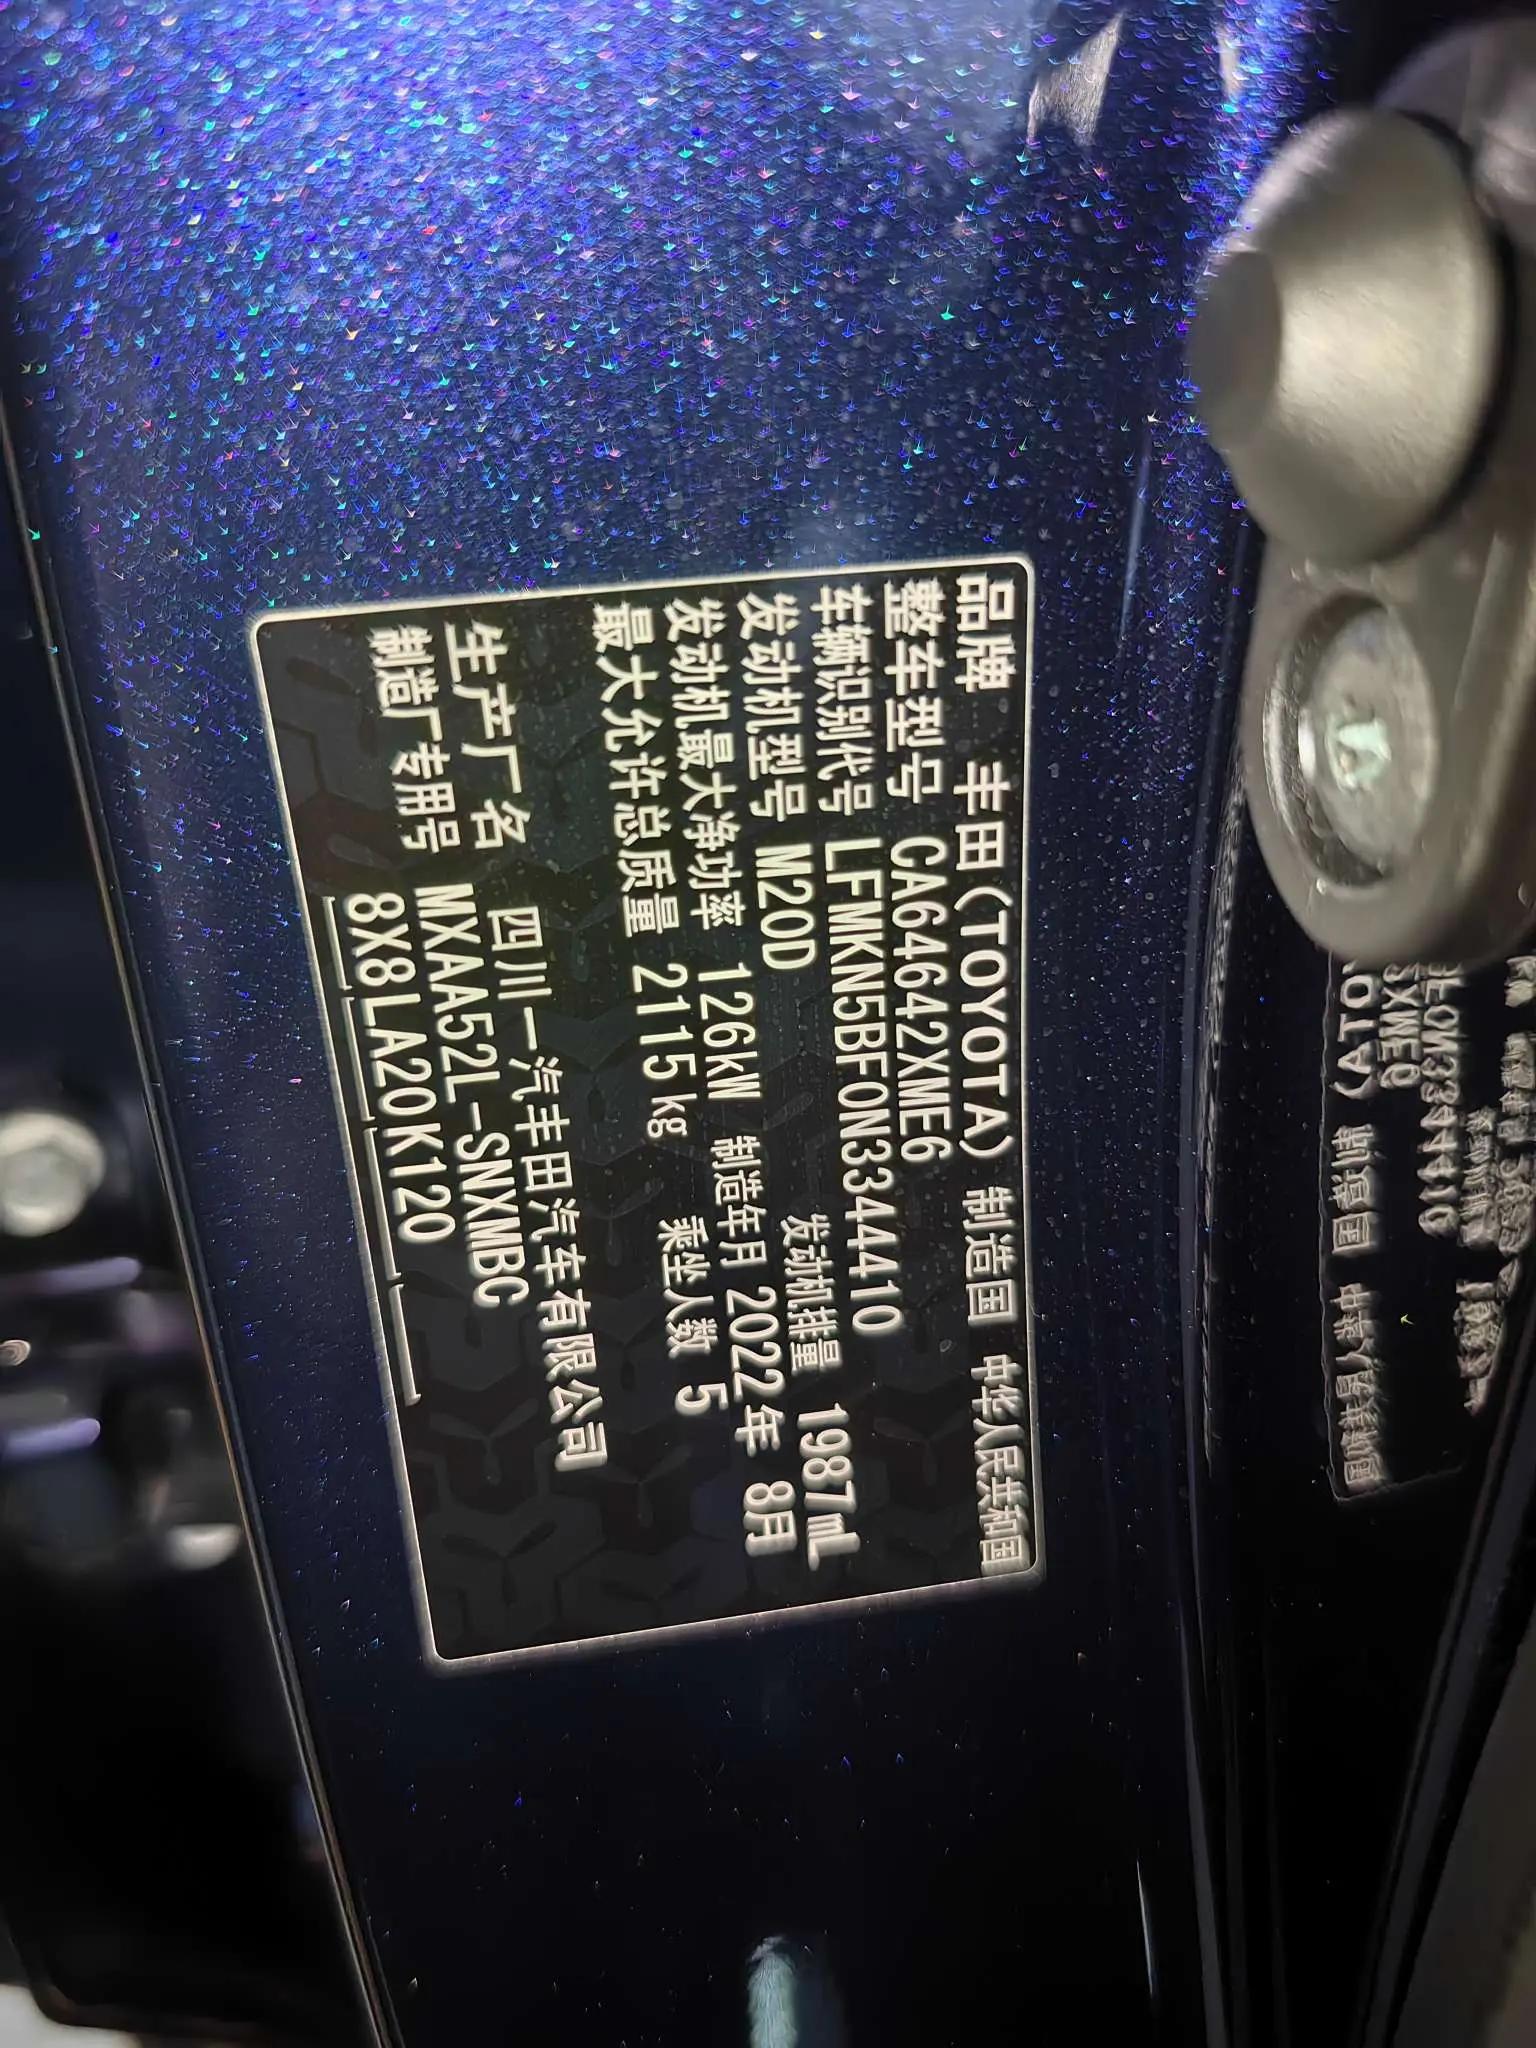 品牌 丰田(TOYOTA) 制造国 中华人民共和国
整车型号 CA64642XME6
车辆识别代号 LFMKN5BF0N3344410
发动机型号 M20D 发动机排量 1987mL
发动机最大净功率 126kW 制造年月 2022年 8月
最大允许总质量 2115kg 乘坐人数 5
生产厂名 四川一汽丰田汽车有限公司
制造厂专用号 MXAA52L-SNXMBC
8X8LA20K120